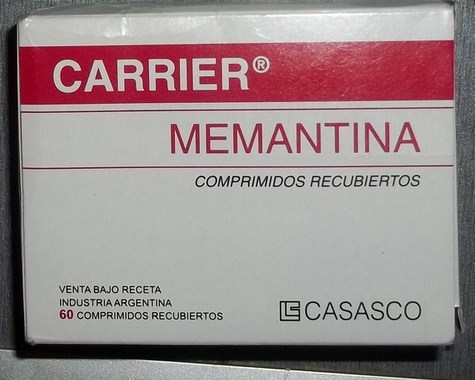 CARRIER®
MEMANTINA
COMPRIMIDOS RECUBIERTOS
VENTA BAJO RECETA
INDUSTRIA ARGENTINA
60 COMPRIMIDOS RECUBIERTOS
CASASCO